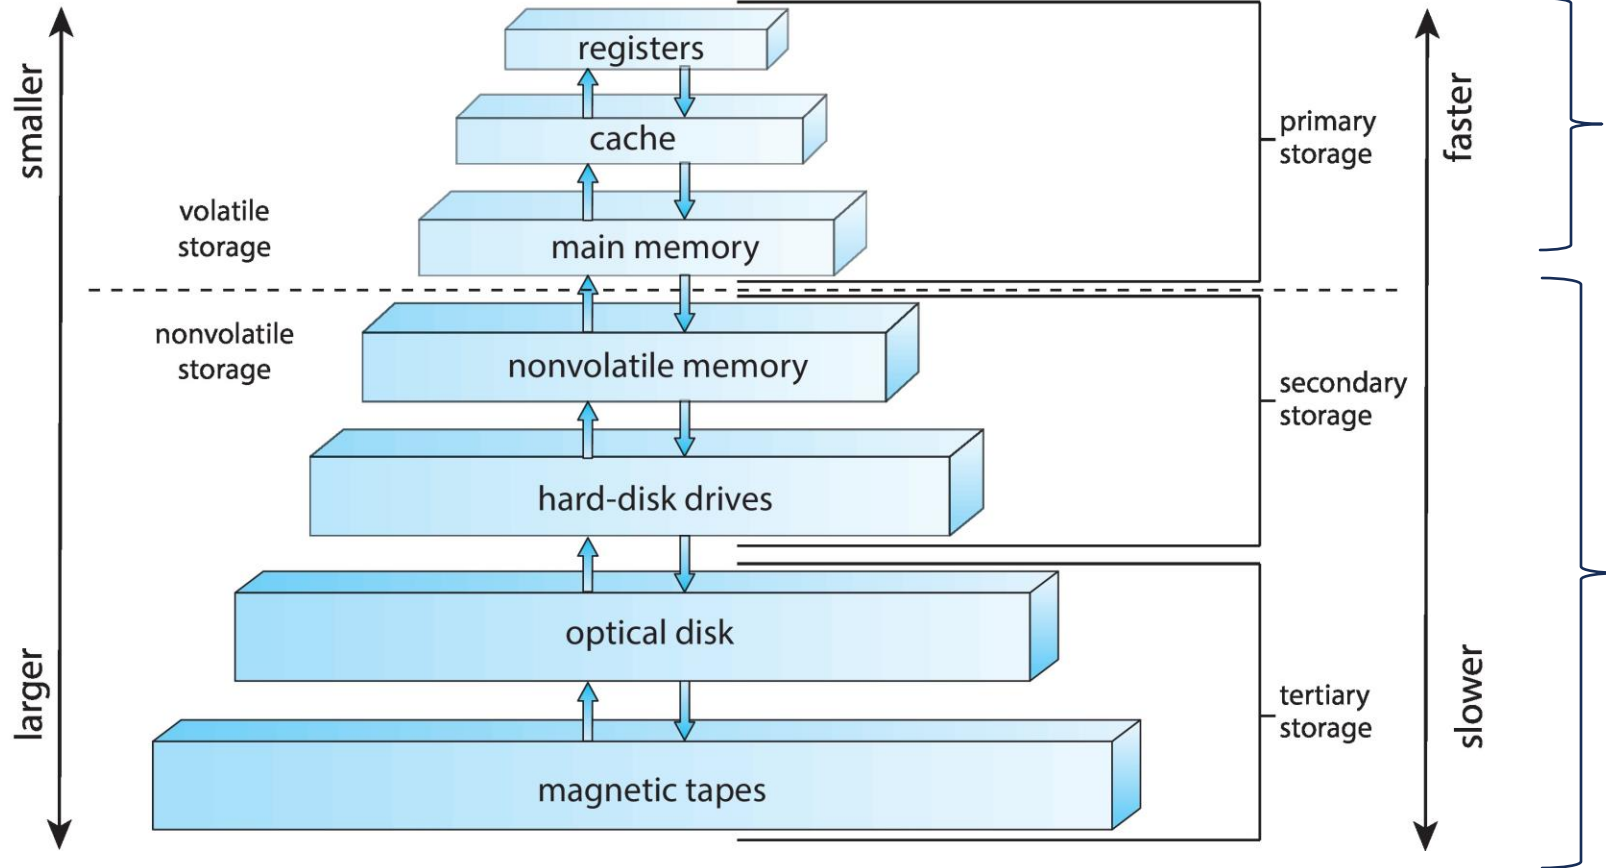 smaller
registers
faster
cache
primary
storage
volatile
storage
main memory
nonvolatile
storage
nonvolatile memory
secondary
storage
hard-disk drives
optical disk
larger
tertiary
storage
slower
magnetic tapes